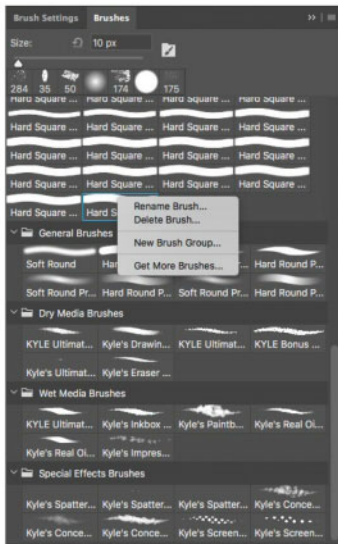 Brush Settings Brushes
Size: 10 px
284 35 50 174 175
Hard Square ... Hard Square ... Hard Square ... Hard Square ...
Hard Square ... Hard Square ... Hard Square ... Hard Square ...
Hard Square ... Hard Square ... Hard Square ... Hard Square ...
Hard Square ... Hard Square ... Hard Square ... Hard Square ...
Hard Square ... Hard S
Rename Brush...
Delete Brush...
New Brush Group...
Get More Brushes...
General Brushes
Soft Round Har Hard Round P...
Soft Round Pr... Hard Round P... Soft Round Pr... Hard Round P...
Dry Media Brushes
KYLE Ultimat... Kyle's Drawin... KYLE Ultimat... KYLE Bonus ...
Kyle's Ultimat... Kyle's Eraser ...
Wet Media Brushes
KYLE Ultimat... Kyle's Inkbox ... Kyle's Paintb... Kyle's Real Oi...
Kyle's Real Oi... Kyle's Impres...
Special Effects Brushes
Kyle's Spatter... Kyle's Spatter... Kyle's Spatter... Kyle's Conce...
Kyle's Conce... Kyle's Conce... Kyle's Screen... Kyle's Screen...